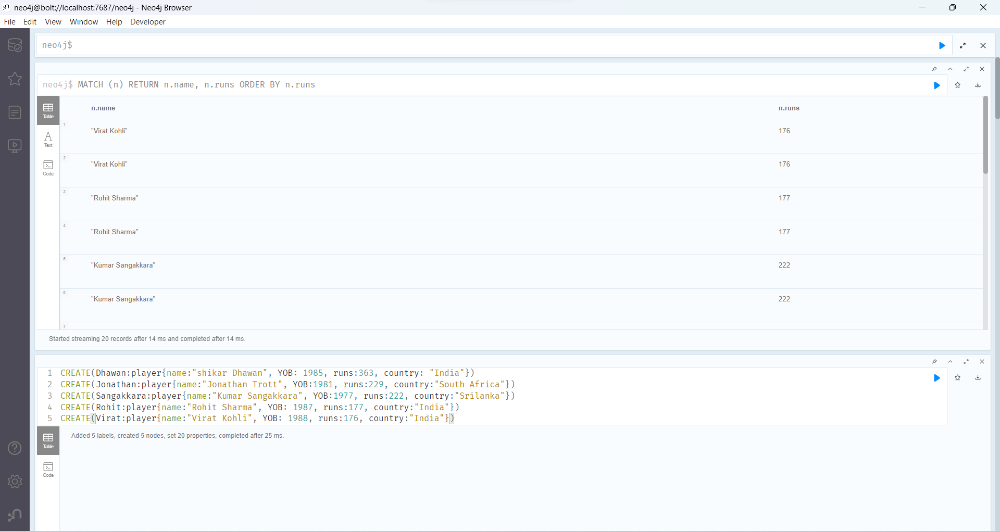 neo4j@bolt://localhost:7687/neo4j - Neo4j Browser
File Edit View Window Help Developer
neo4j$
neo4j$ MATCH (n) RETURN n.name, n.runs ORDER BY n.runs
Table
Text
Code
n.name n.runs
1 "Virat Kohli" 176
2 "Virat Kohli" 176
3 "Rohit Sharma" 177
4 "Rohit Sharma" 177
5 "Kumar Sangakkara" 222
6 "Kumar Sangakkara" 222
7
Started streaming 20 records after 14 ms and completed after 14 ms.
1 CREATE(Dhawan:player{name:"shikar Dhawan", YOB: 1985, runs:363, country: "India"})
2 CREATE(Jonathan:player{name:"Jonathan Trott", YOB:1981, runs:229, country:"South Africa"})
3 CREATE(Sangakkara:player{name:"Kumar Sangakkara", YOB:1977, runs:222, country:"Srilanka"})
4 CREATE(Rohit:player{name:"Rohit Sharma", YOB: 1987, runs:177, country:"India"})
5 CREATE(Virat:player{name:"Virat Kohli", YOB: 1988, runs:176, country:"India"})
Table
Code
Added 5 labels, created 5 nodes, set 20 properties, completed after 25 ms.